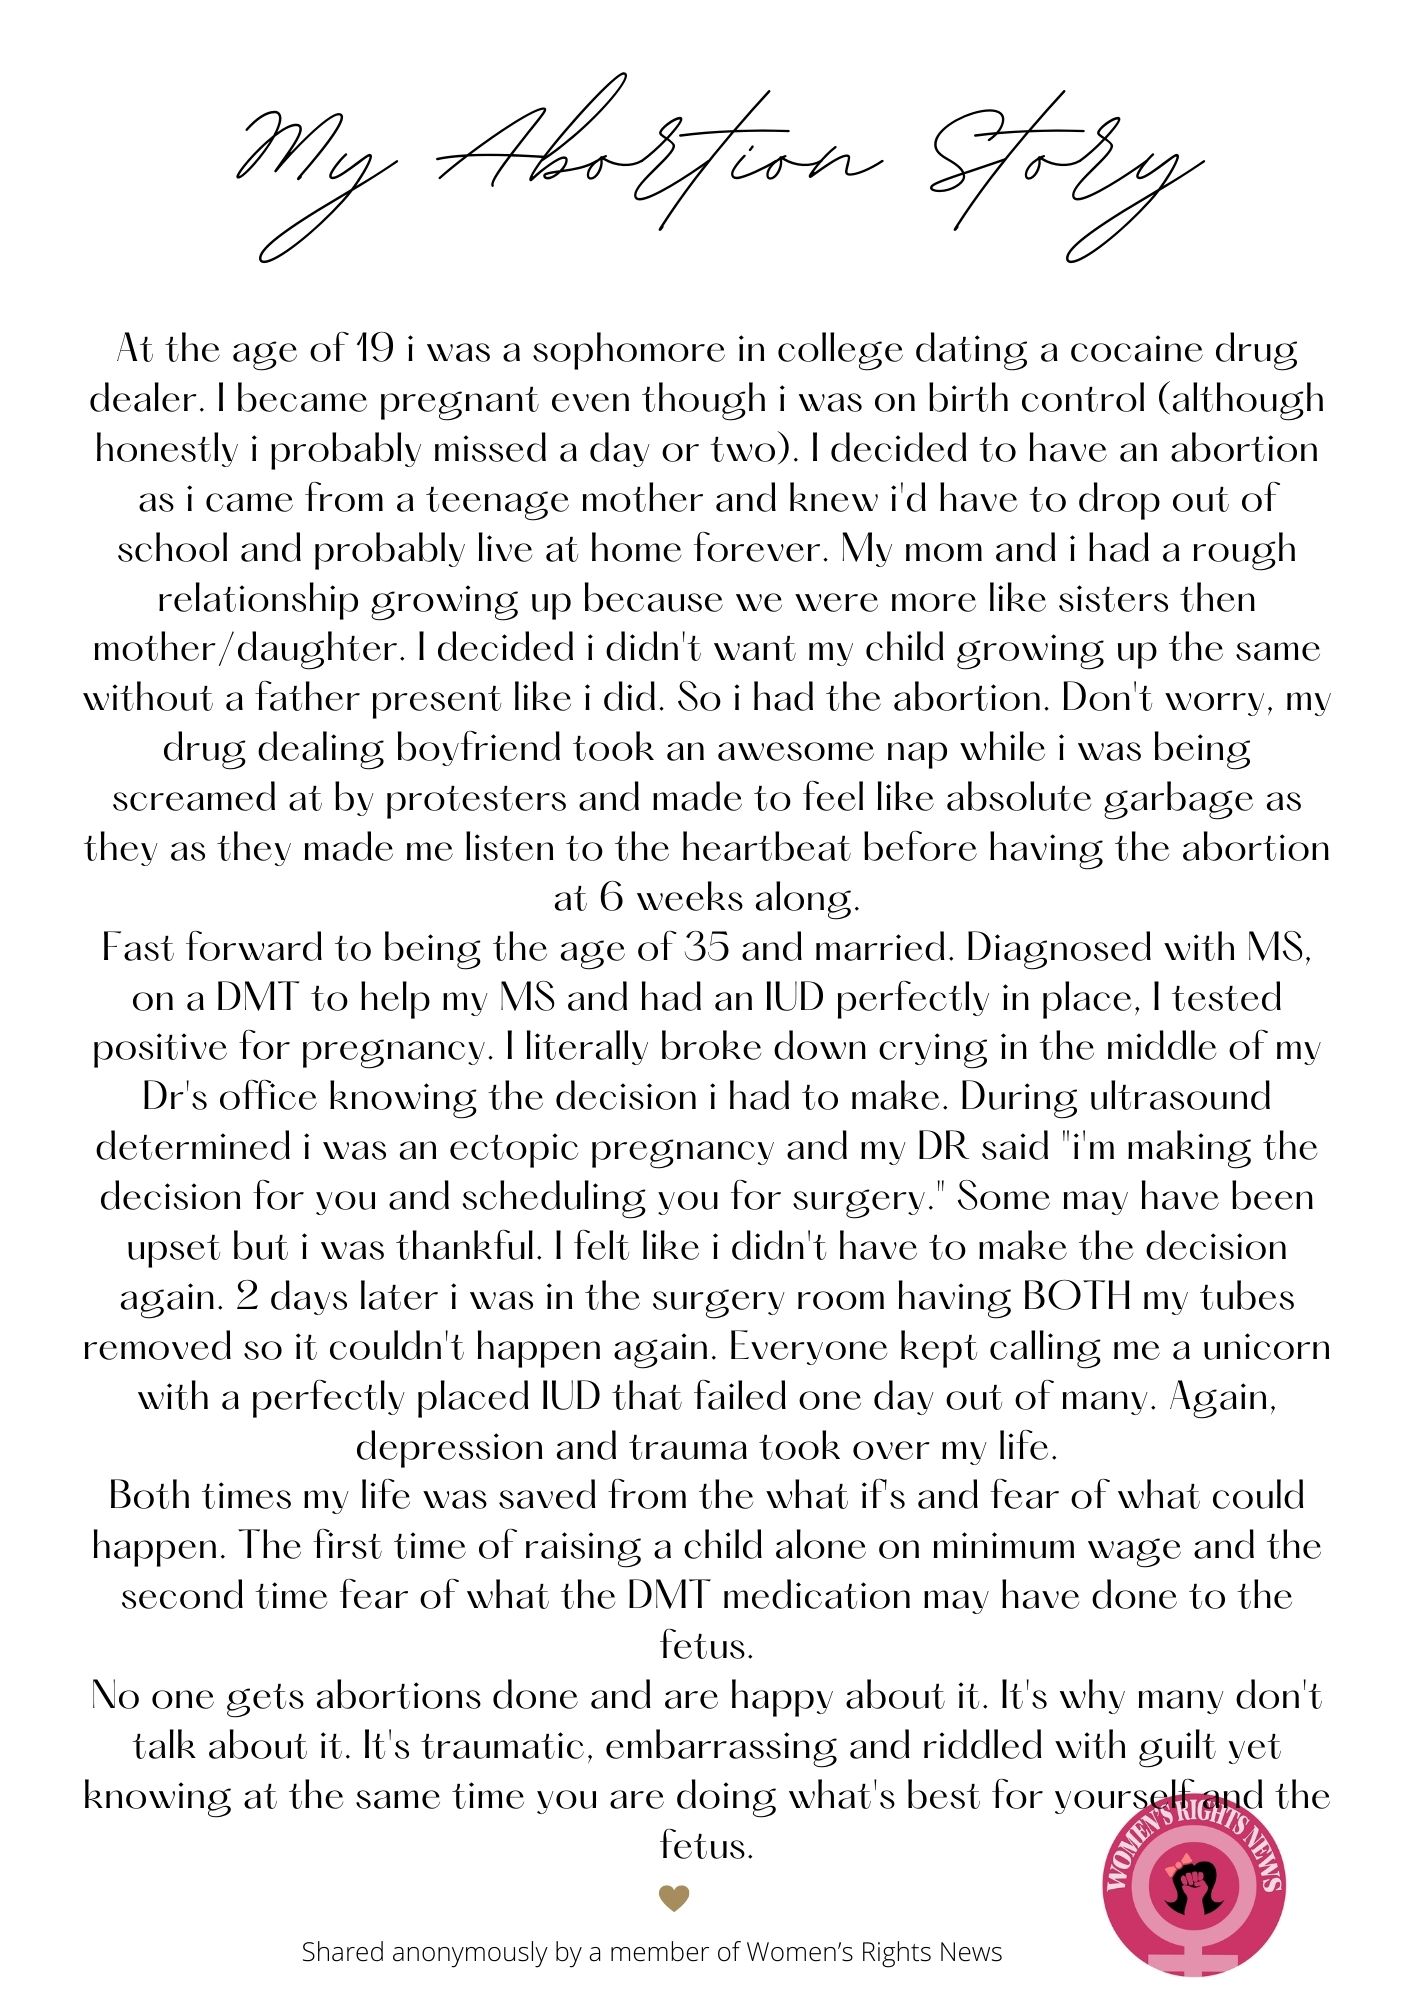 My Abortion Story
At the age of 19 i was a sophomore in college dating a cocaine drug
dealer. I became pregnant even though i was on birth control (although
honestly i probably missed a day or two). I decided to have an abortion
as i came from a teenage mother and knew i'd have to drop out of
school and probably live at home forever. My mom and i had a rough
relationship growing up because we were more like sisters then
mother/daughter. I decided i didn't want my child growing up the same
without a father present like i did. So i had the abortion. Don't worry, my
drug dealing boyfriend took an awesome nap while i was being
screamed at by protesters and made to feel like absolute garbage as
they as they made me listen to the heartbeat before having the abortion
at 6 weeks along.
Fast forward to being the age of 35 and married. Diagnosed with MS,
on a DMT to help my MS and had an IUD perfectly in place, I tested
positive for pregnancy. I literally broke down crying in the middle of my
Dr's office knowing the decision i had to make. During ultrasound
determined i was an ectopic pregnancy and my DR said "i'm making the
decision for you and scheduling you for surgery." Some may have been
upset but i was thankful. I felt like i didn't have to make the decision
again. 2 days later i was in the surgery room having BOTH my tubes
removed so it couldn't happen again. Everyone kept calling me a unicorn
with a perfectly placed IUD that failed one day out of many. Again,
depression and trauma took over my life.
Both times my life was saved from the what if's and fear of what could
happen. The first time of raising a child alone on minimum wage and the
second time fear of what the DMT medication may have done to the
fetus.
No one gets abortions done and are happy about it. It's why many don't
talk about it. It's traumatic, embarrassing and riddled with guilt yet
knowing at the same time you are doing what's best for yourself and the
fetus.
WOMEN'S RIGHTS NEWS
Shared anonymously by a member of Women's Rights News